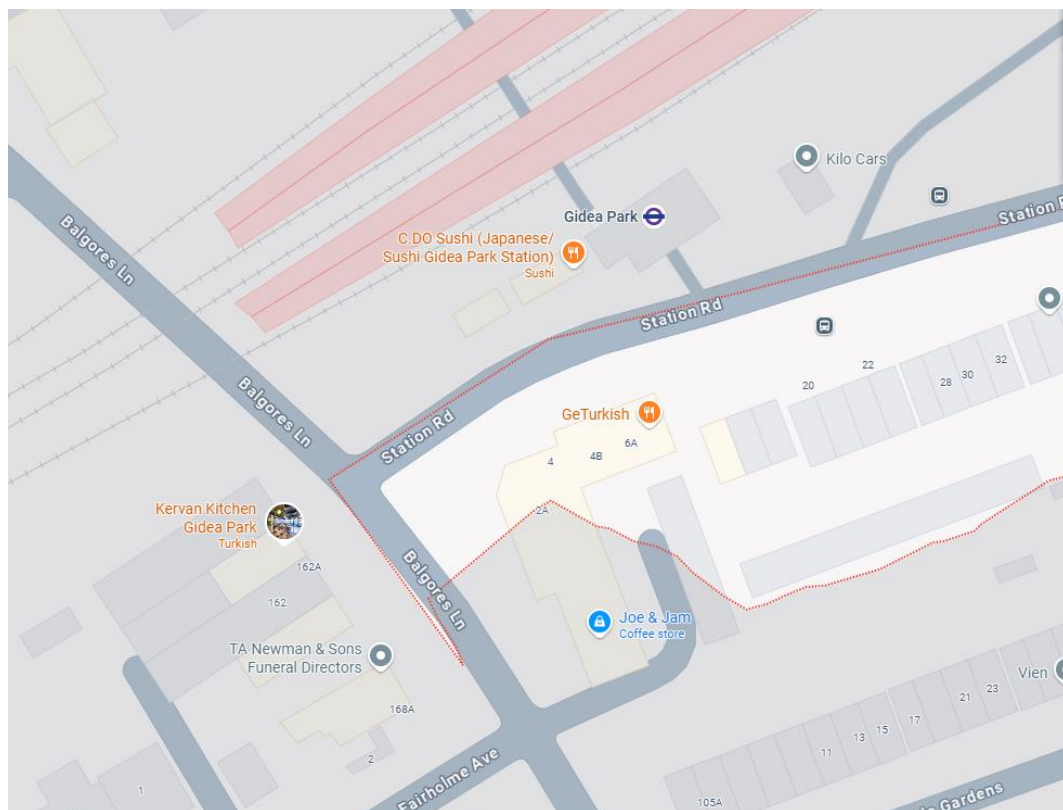 Kilo Cars
Station R
Gidea Park
C.DO Sushi (Japanese/
Sushi Gidea Park Station)
Sushi
Balgores Ln
Station Rd
22
32
30
28
20
Balgores Ln
Station Rd
GeTurkish
6A
4B
4
Kervan Kitchen
Gidea Park
Turkish
2A
162A
162
Balgores Ln
Joe & Jam
Coffee store
TA Newman & Sons
Funeral Directors
168A
Vien
23
21
17
15
13
11
2
1
105A
Fairholme Ave
Gardens